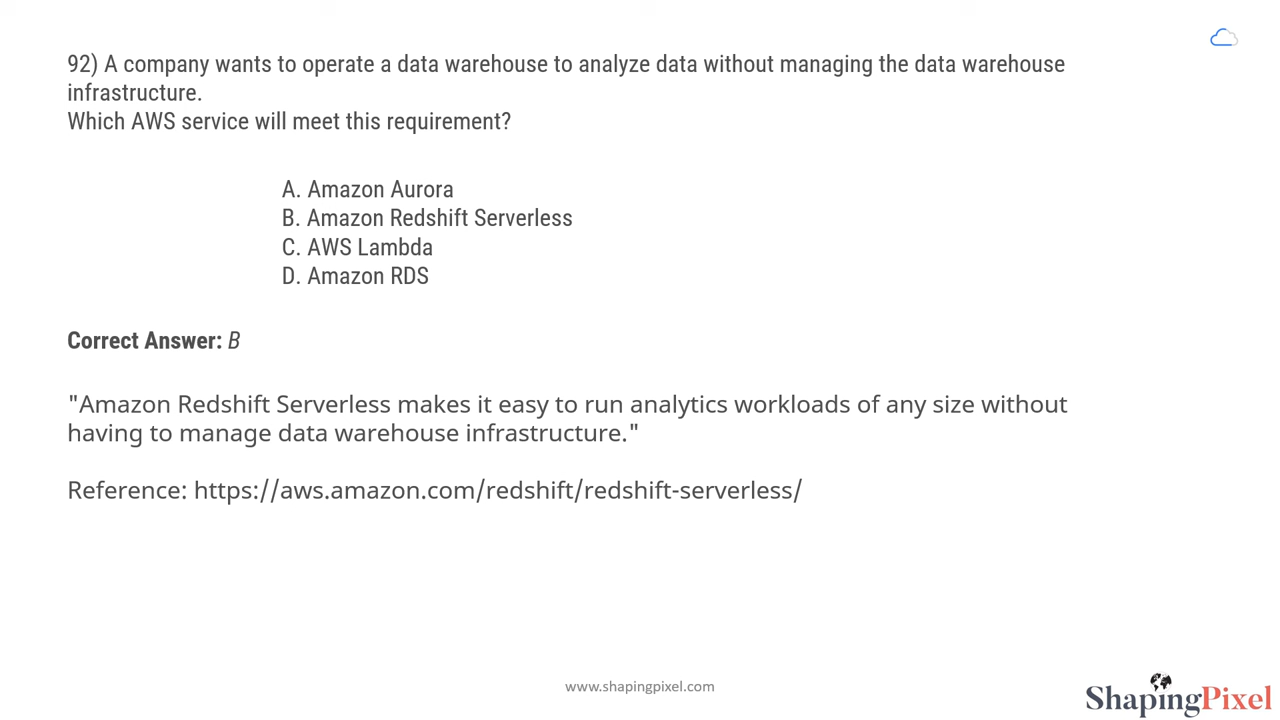 92) A company wants to operate a data warehouse to analyze data without managing the data warehouse
infrastructure.
Which AWS service will meet this requirement?
A. Amazon Aurora
B. Amazon Redshift Serverless
C. AWS Lambda
D. Amazon RDS
Correct Answer: B
"Amazon Redshift Serverless makes it easy to run analytics workloads of any size without
having to manage data warehouse infrastructure."
Reference: https://aws.amazon.com/redshift/redshift-serverless/
www.shapingpixel.com
ShapingPixel